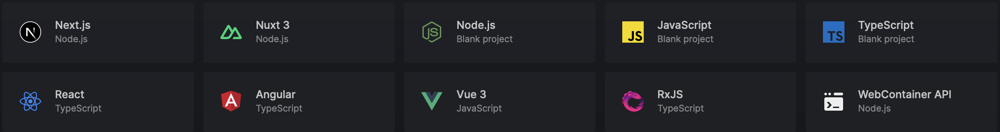 Next.js
Node.js
Nuxt 3
Node.js
JS
Node.js
Blank project
JS
JavaScript
Blank project
TS
TypeScript
Blank project
React
TypeScript
Angular
TypeScript
Vue 3
JavaScript
RxJS
TypeScript
WebContainer API
Node.js